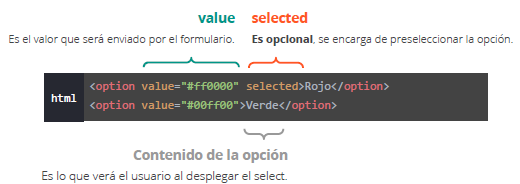 value selected
Es el valor que será enviado por el formulario. Es opcional, se encarga de preseleccionar la opción.
html
<option value="#ff0000" selected>Rojo</option>
<option value="#00ff00">Verde</option>
Contenido de la opción
Es lo que verá el usuario al desplegar el select.